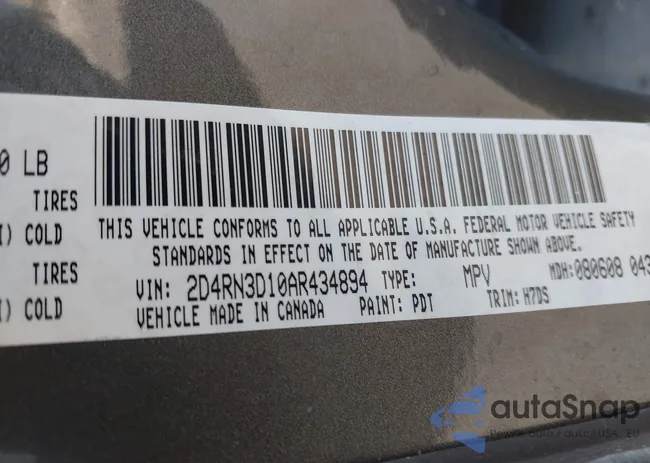 0 LB
TIRES
I) COLD
TIRES
I) COLD
THIS VEHICLE CONFORMS TO ALL APPLICABLE U.S.A. FEDERAL MOTOR VEHICLE SAFETY
STANDARDS IN EFFECT ON THE DATE OF MANUFACTURE SHOWN ABOVE.
VIN: 2D4RN3D10AR434894 TYPE: MPV MDH:080608 043
VEHICLE MADE IN CANADA PAINT: PDT TRIM: H7DS
autoSnap